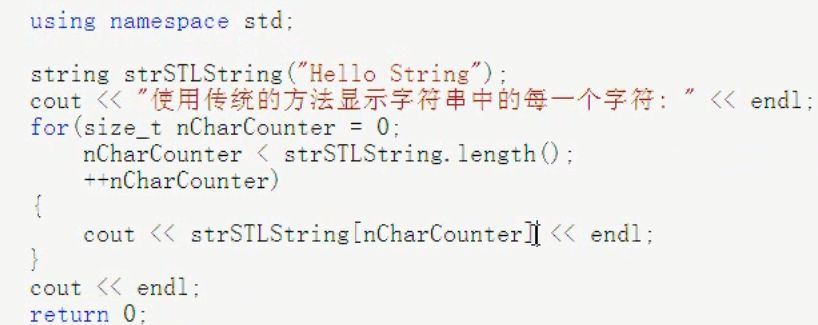 using namespace std;
string strSTLString("Hello String");
cout << "使用传统的方法显示字符串中的每一个字符: " << endl;
for(size_t nCharCounter = 0;
nCharCounter < strSTLString.length();
++nCharCounter)
{
cout << strSTLString[nCharCounter] << endl;
}
cout << endl;
return 0;